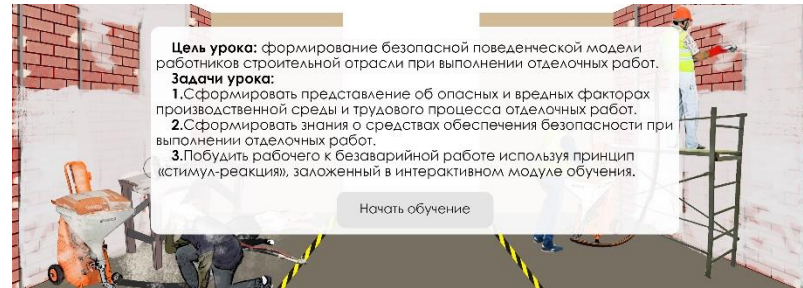 Цель урока: формирование безопасной поведенческой модели
работников строительной отрасли при выполнении отделочных работ.
Задачи урока:
1.Сформировать представление об опасных и вредных факторах
производственной среды и трудового процесса отделочных работ.
2.Сформировать знания о средствах обеспечения безопасности при
выполнении отделочных работ.
3.Побудить рабочего к безаварийной работе используя принцип
«стимул-реакция», заложенный в интерактивном модуле обучения.
Начать обучение